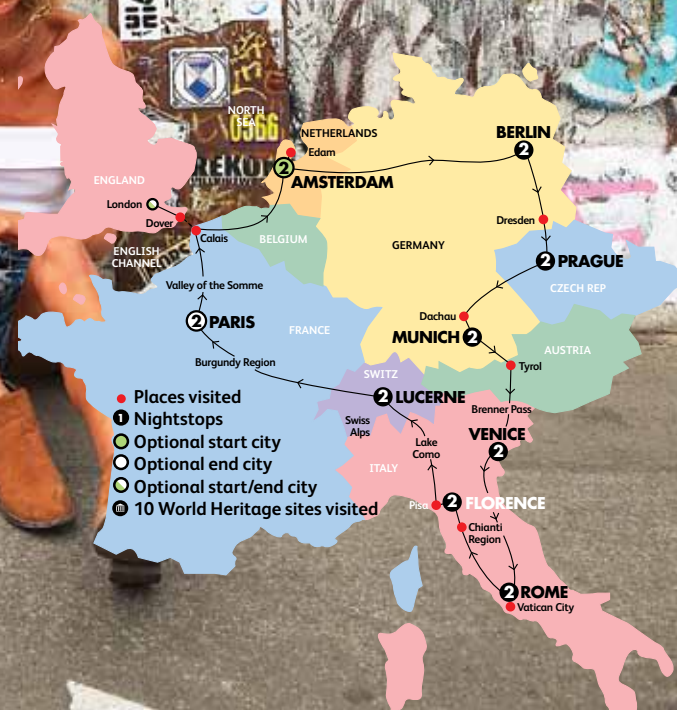 NORTH
SEA
0566
REKO
NETHERLANDS
Edam
BERLIN
2
2
AMSTERDAM
ENGLAND
London
Dover
Calais
Dresden
BELGIUM
ENGLISH
CHANNEL
GERMANY
2 PRAGUE
CZECH REP
Valley of the Somme
Dachau
2 PARIS
FRANCE
MUNICH 2
AUSTRIA
Burgundy Region
Tyrol
SWITZ
2 LUCERNE
Swiss
Alps
Brenner Pass
Lake
Como
VENICE
2
ITALY
Pisa
2 FLORENCE
Chianti
Region
2 ROME
Vatican City
Places visited
1 Nightstops
Optional start city
Optional end city
Optional start/end city
10 World Heritage sites visited